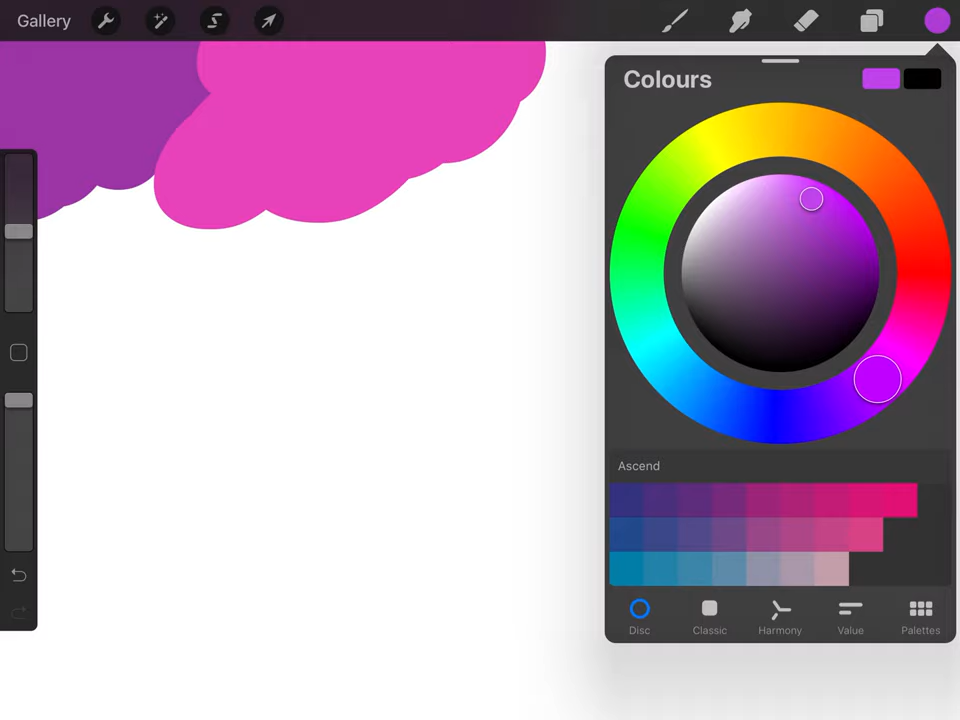 Gallery
Colours
Ascend
Disc
Classic
Harmony
Value
Palettes